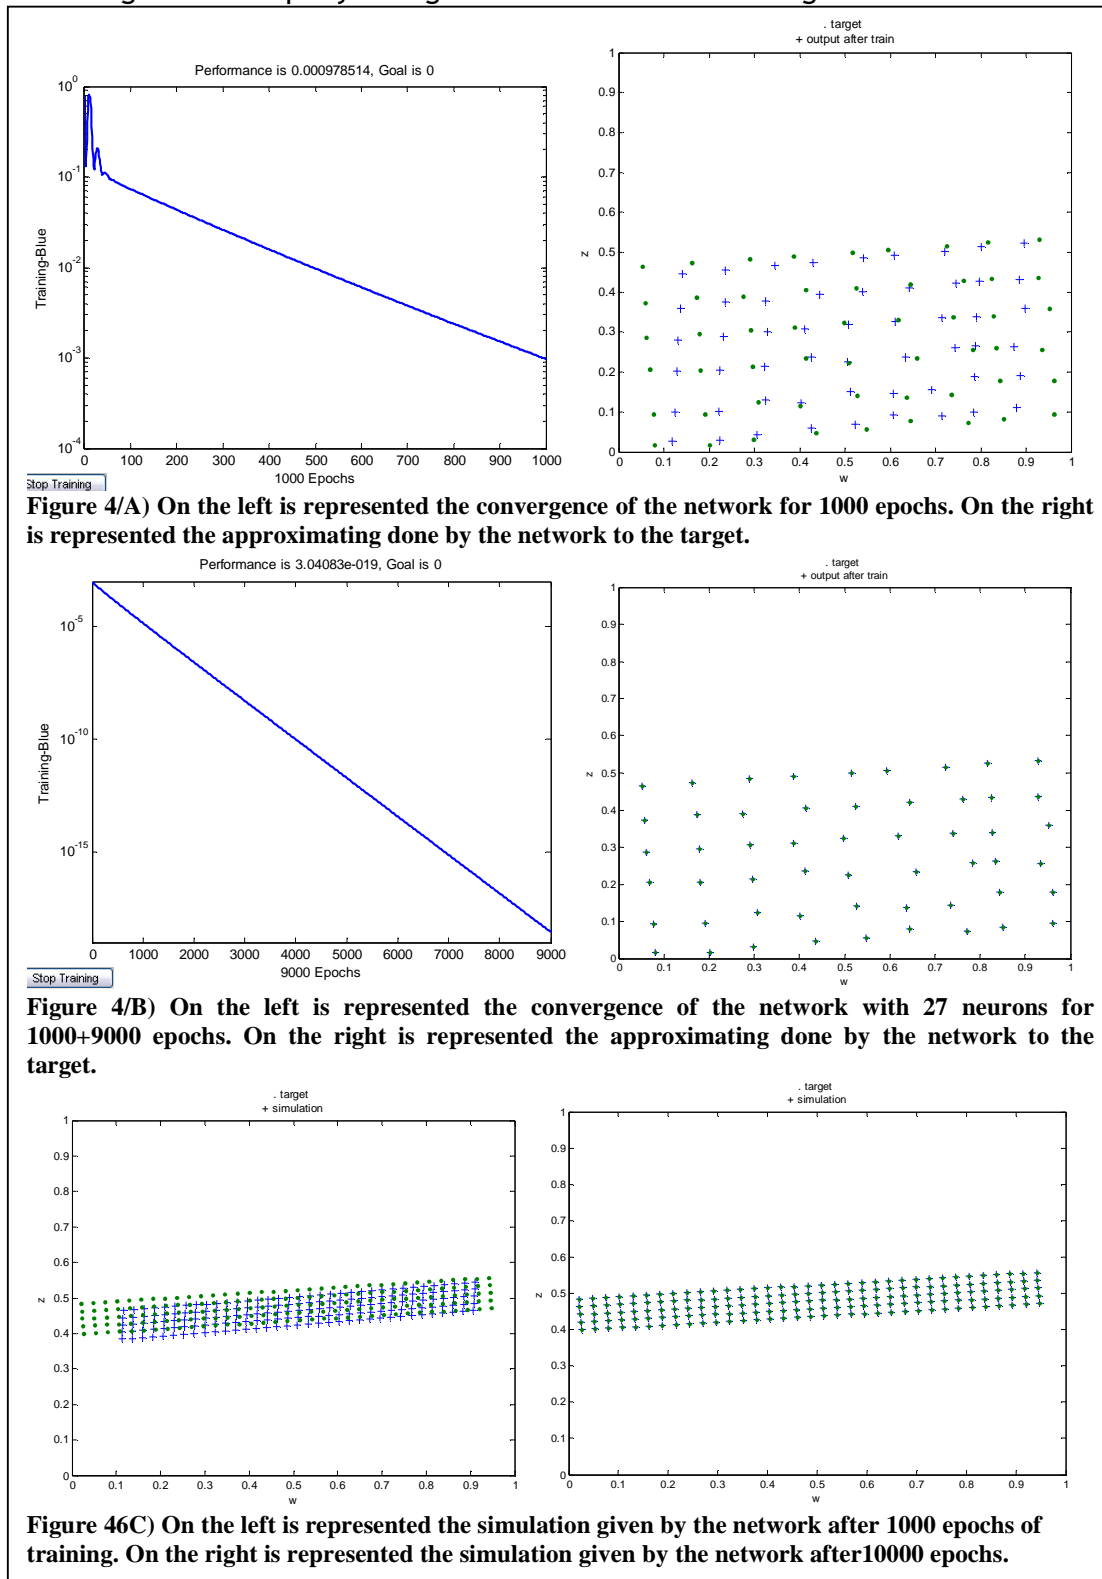 . target
+ output after train
Performance is 0.000978514, Goal is 0
10^0
10^-1
10^-2
10^-3
10^-4
Training-Blue
0 100 200 300 400 500 600 700 800 900 1000
1000 Epochs
Stop Training
1
0.9
0.8
0.7
0.6
0.5
0.4
0.3
0.2
0.1
0
z
0 0.1 0.2 0.3 0.4 0.5 0.6 0.7 0.8 0.9 1
w
Figure 4/A) On the left is represented the convergence of the network for 1000 epochs. On the right
is represented the approximating done by the network to the target.
Performance is 3.04083e-019, Goal is 0
10^-5
10^-10
10^-15
Training-Blue
0 1000 2000 3000 4000 5000 6000 7000 8000 9000
9000 Epochs
Stop Training
. target
+ output after train
1
0.9
0.8
0.7
0.6
0.5
0.4
0.3
0.2
0.1
0
z
0 0.1 0.2 0.3 0.4 0.5 0.6 0.7 0.8 0.9 1
w
Figure 4/B) On the left is represented the convergence of the network with 27 neurons for
1000+9000 epochs. On the right is represented the approximating done by the network to the
target.
. target
+ simulation
1
0.9
0.8
0.7
0.6
0.5
0.4
0.3
0.2
0.1
0
z
0 0.1 0.2 0.3 0.4 0.5 0.6 0.7 0.8 0.9 1
w
. target
+ simulation
1
0.9
0.8
0.7
0.6
0.5
0.4
0.3
0.2
0.1
0
z
0 0.1 0.2 0.3 0.4 0.5 0.6 0.7 0.8 0.9 1
w
Figure 46C) On the left is represented the simulation given by the network after 1000 epochs of
training. On the right is represented the simulation given by the network after10000 epochs.